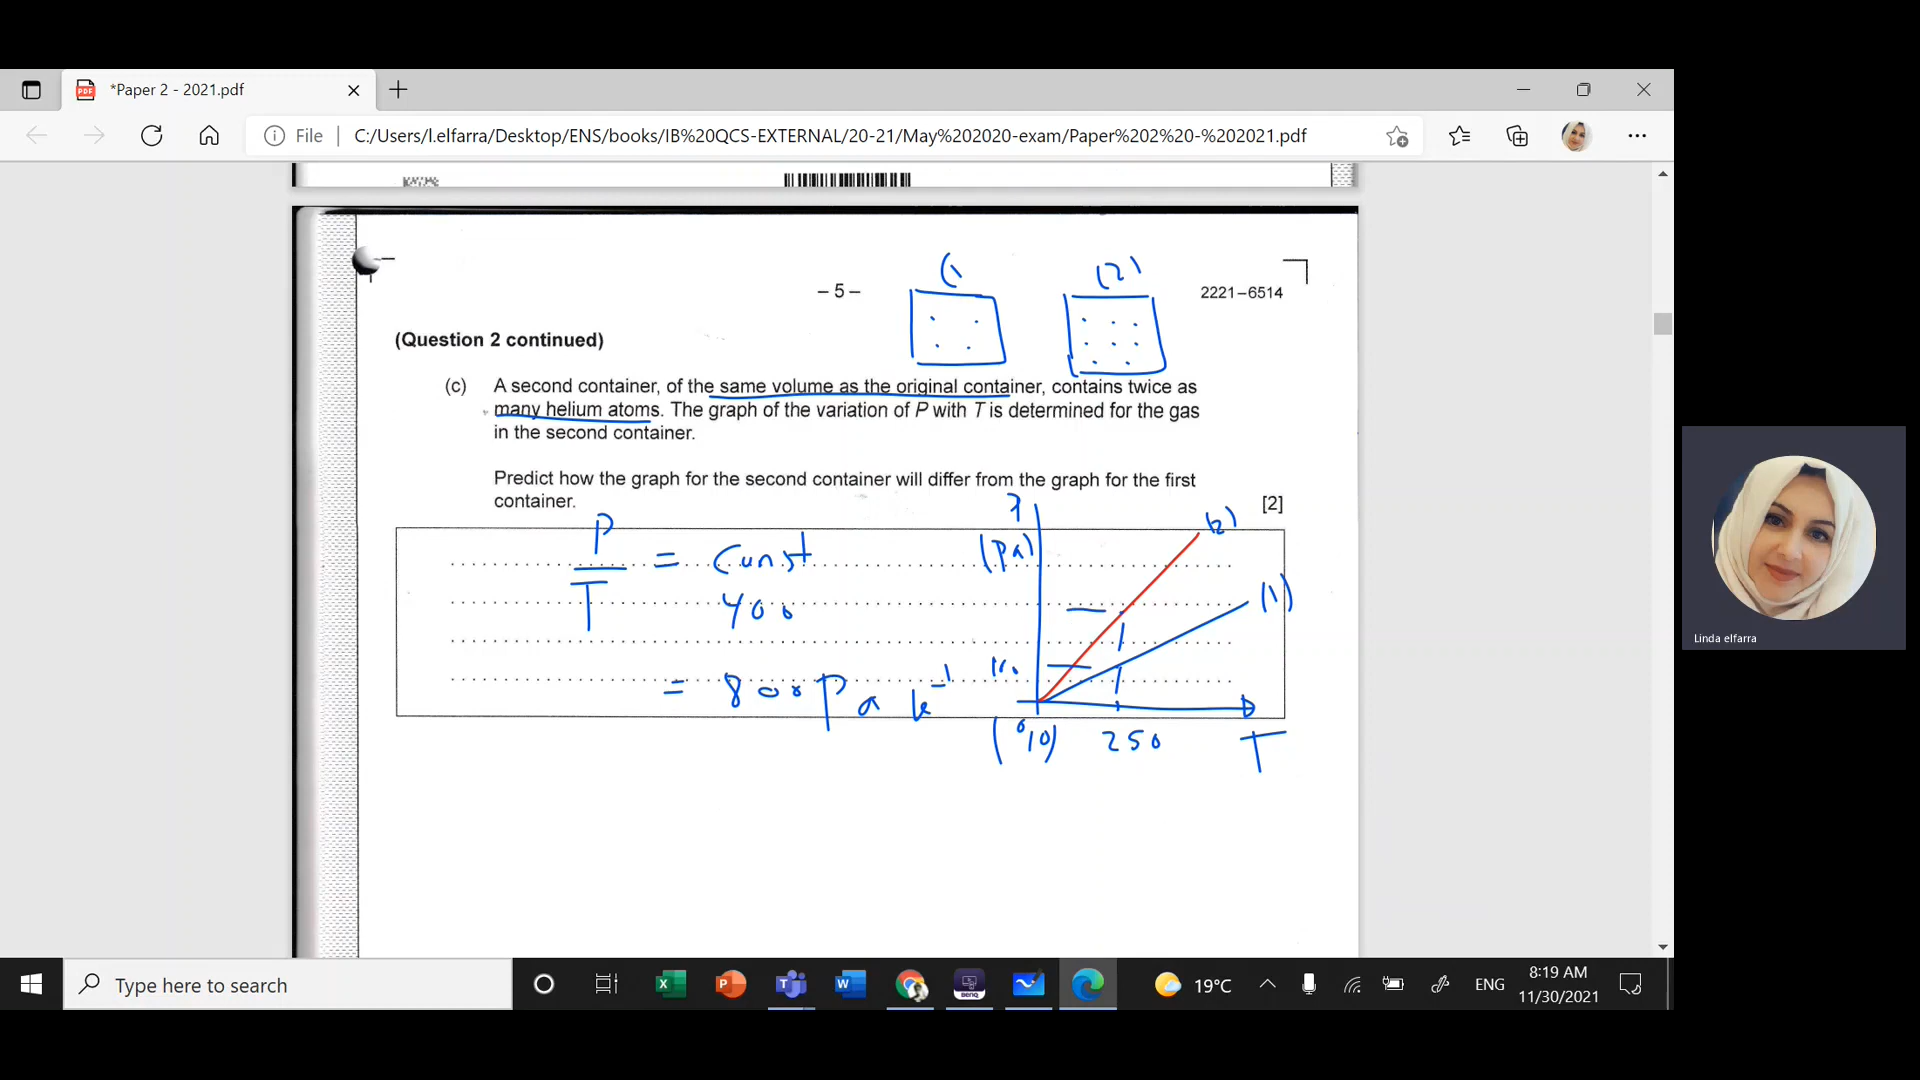 *Paper 2 - 2021.pdf
File
C:/Users/l.elfarra/Desktop/ENS/books/IB%20QCS-EXTERNAL/20-21/May%202020-exam/Paper%202%20-%202021.pdf
(1
(2)
– 5 –
2221–6514
(Question 2 continued)
(c) A second container, of the same volume as the original container, contains twice as
many helium atoms. The graph of the variation of P with T is determined for the gas
in the second container.
Predict how the graph for the second container will differ from the graph for the first
container.
[2]
P
(Pa)
(1)
P
T
= Const
400
= 800 Pa k⁻¹
250
T
Linda elfarra
Type here to search
19°C
ENG
8:19 AM
11/30/2021